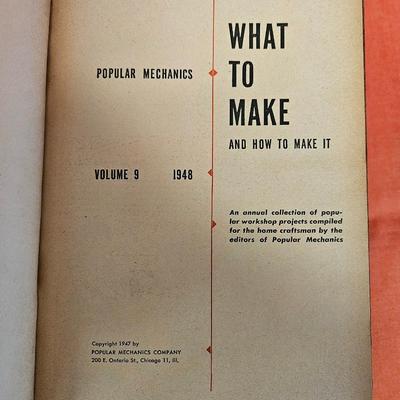 WHAT
TO
MAKE
AND HOW TO MAKE IT
POPULAR MECHANICS
VOLUME 9 1948
An annual collection of popu-
lar workshop projects compiled
for the home craftsman by the
editors of Popular Mechanics
Copyright 1947 by
POPULAR MECHANICS COMPANY
200 E. Ontario St., Chicago 11, Ill.